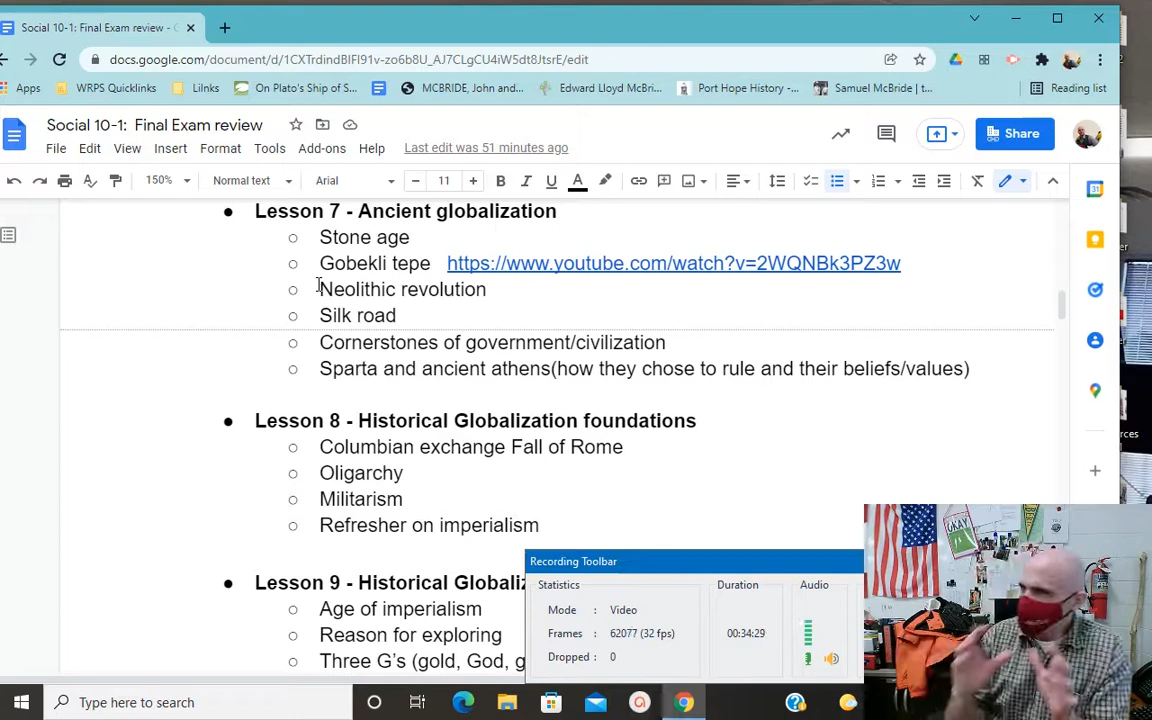 Social 10-1: Final Exam review - G
docs.google.com/document/d/1CXTrdindBIFl91v-zo6b8U_AJ7CLgCU4iW5dt8JtsrE/edit
Apps WRPS Quicklinks LiInks On Plato's Ship of S... MCBRIDE, John and... Edward Lloyd McBri... Port Hope History -... Samuel McBride | t... Reading list
Social 10-1: Final Exam review
File Edit View Insert Format Tools Add-ons Help Last edit was 51 minutes ago
Share
150% Normal text Arial 11
Lesson 7 - Ancient globalization
Stone age
Gobekli tepe https://www.youtube.com/watch?v=2WQNBk3PZ3w
Neolithic revolution
Silk road
Cornerstones of government/civilization
Sparta and ancient athens(how they chose to rule and their beliefs/values)
Lesson 8 - Historical Globalization foundations
Columbian exchange Fall of Rome
Oligarchy
Militarism
Refresher on imperialism
Lesson 9 - Historical Globaliz
Age of imperialism
Reason for exploring
Three G's (gold, God, g
Recording Toolbar
Statistics Duration Audio
Mode : Video
Frames : 62077 (32 fps) 00:34:29
Dropped : 0
OKAY
Type here to search